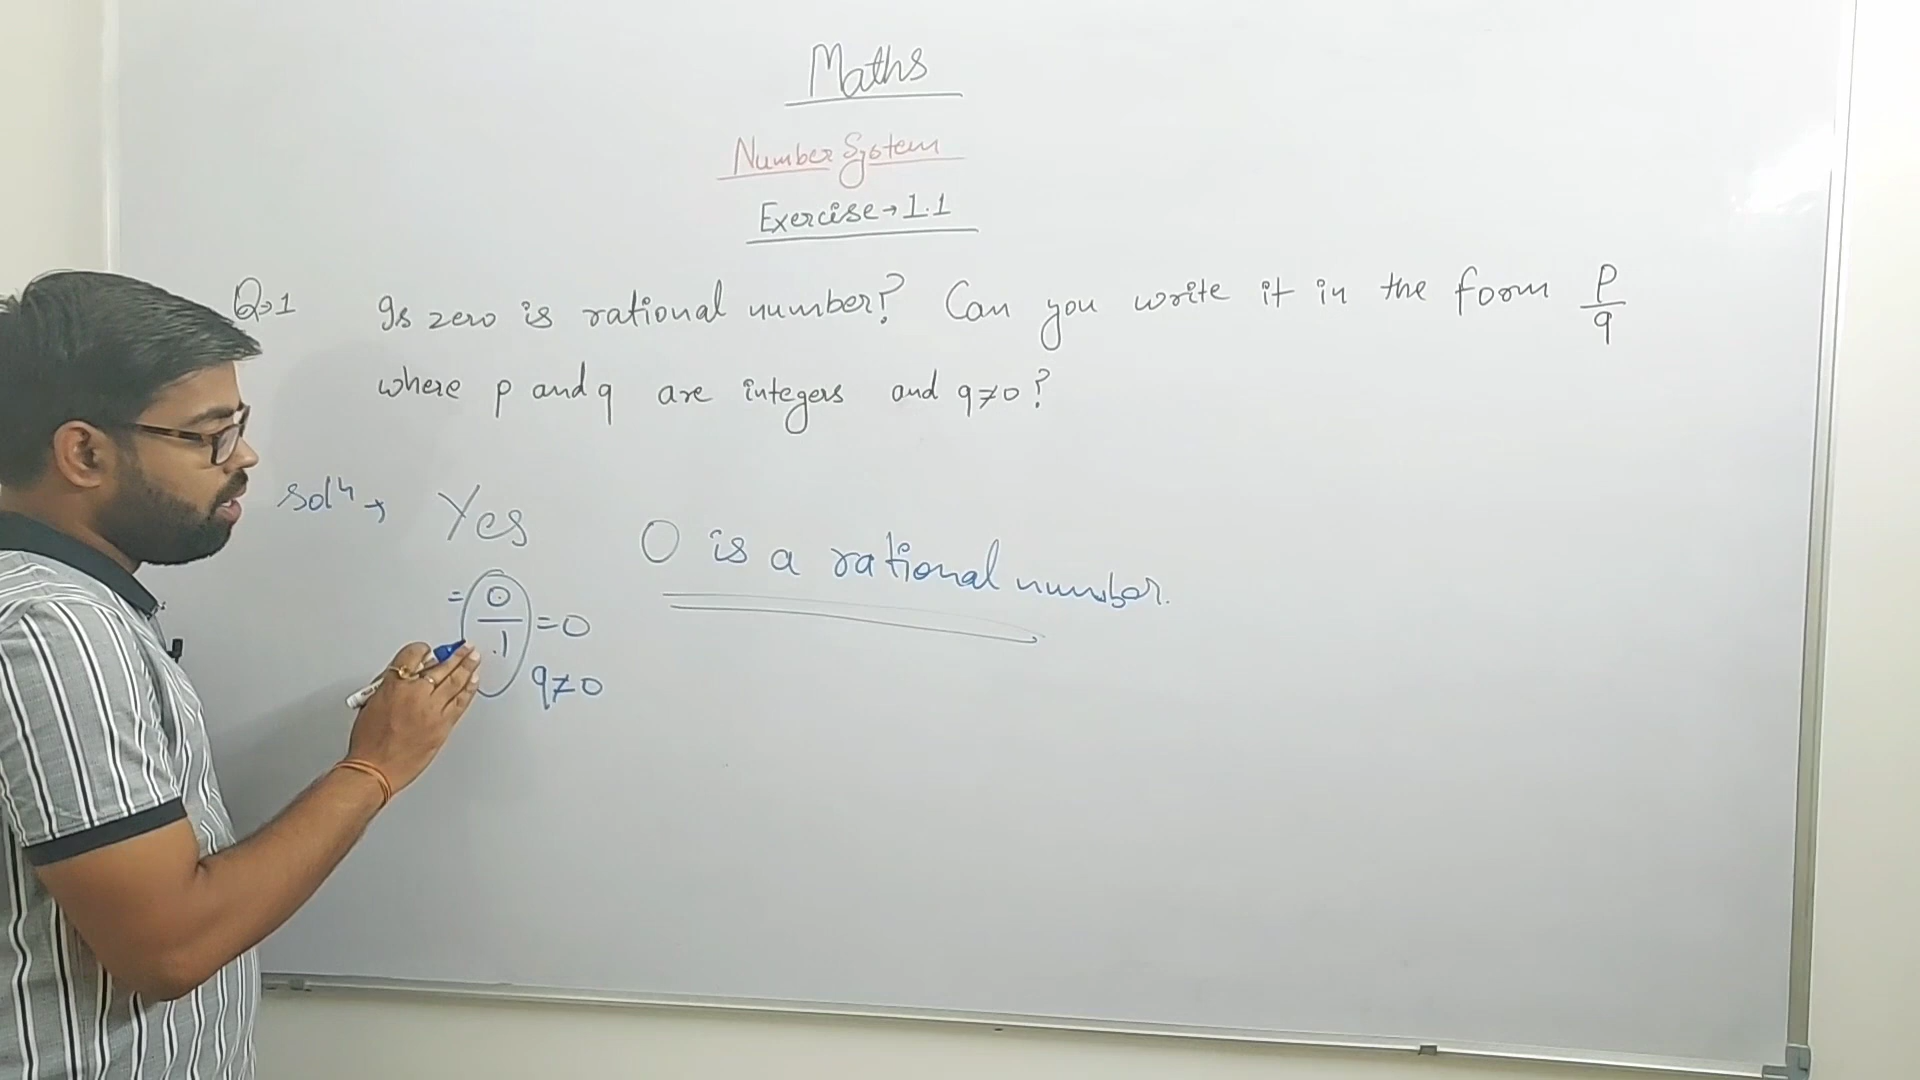 Maths
Number System
Exercise→1.1
Q→1 Is zero is rational number? Can you write it in the form p/q
where p and q are integers and q≠0?
Solⁿ→ Yes 0 is a rational number.
= 0/1 = 0
q≠0